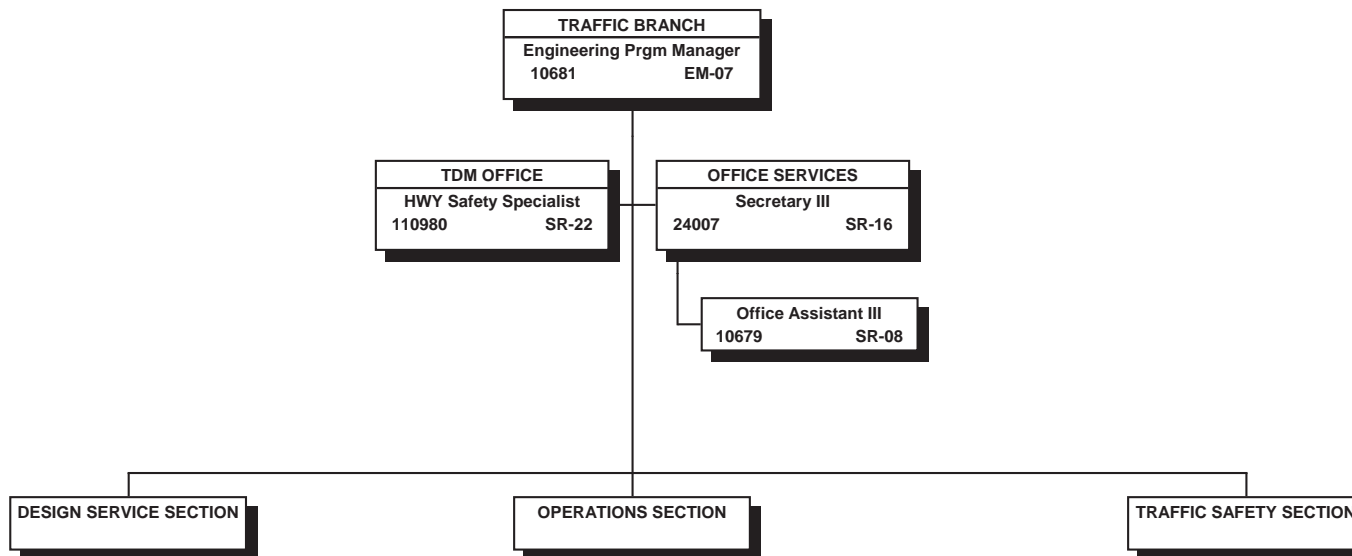 TRAFFIC BRANCH
Engineering Prgm Manager
10681 EM-07
TDM OFFICE
HWY Safety Specialist
110980 SR-22
OFFICE SERVICES
Secretary III
24007 SR-16
Office Assistant III
10679 SR-08
DESIGN SERVICE SECTION
OPERATIONS SECTION
TRAFFIC SAFETY SECTION